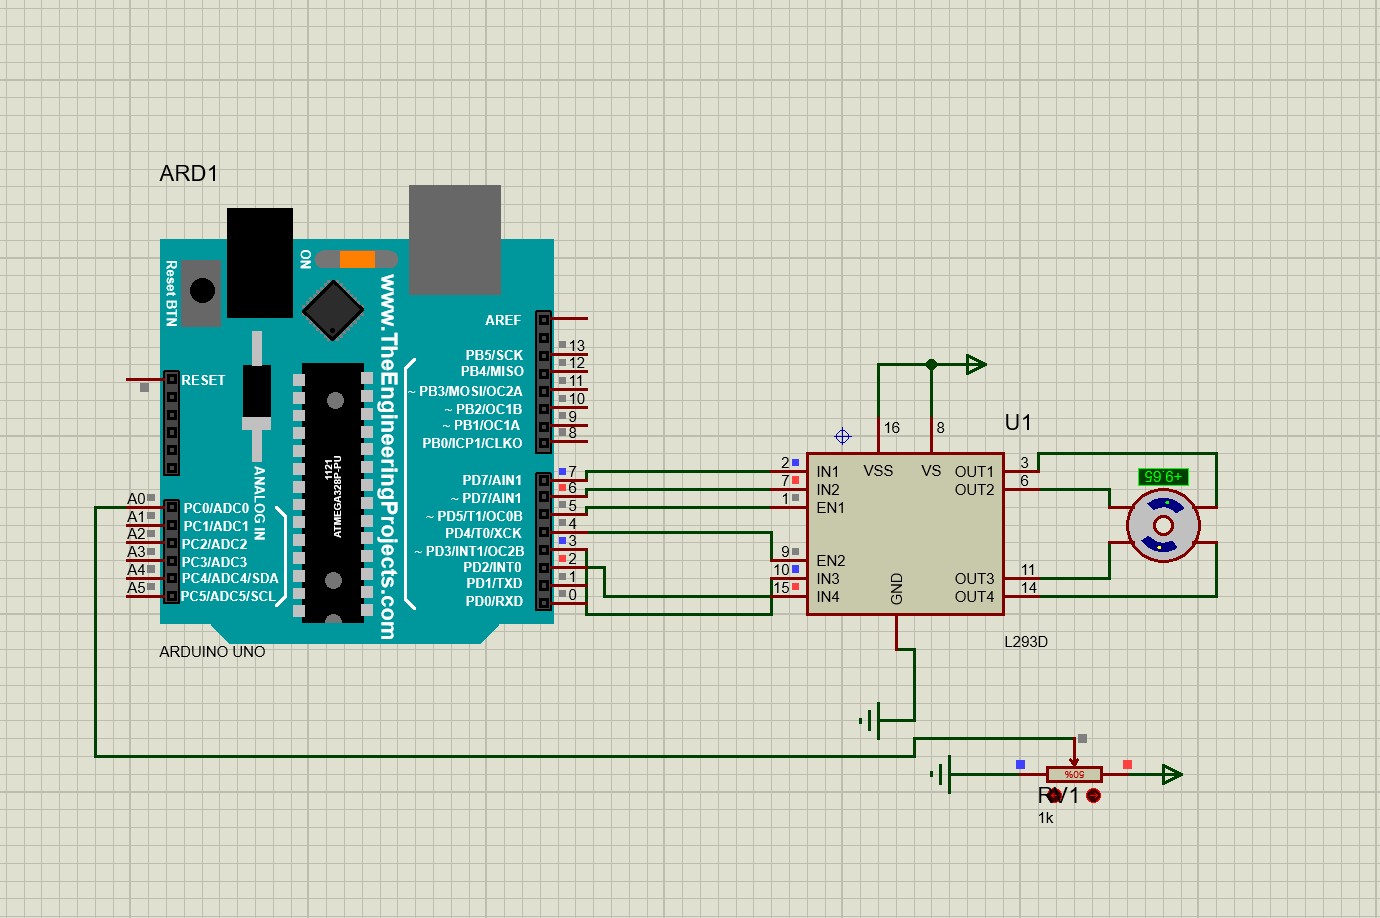 ARD1
ON
Reset BTN
www.TheEngineeringProjects.com
AREF
13
PB5/SCK
12
PB4/MISO
11
~ PB3/MOSI/OC2A
10
~ PB2/OC1B
9
~ PB1/OC1A
8
PB0/ICP1/CLKO
RESET
ANALOG IN
1121
ATMEGA328P-PU
7
PD7/AIN1
6
~ PD7/AIN1
5
~ PD5/T1/OC0B
4
PD4/T0/XCK
3
~ PD3/INT1/OC2B
2
PD2/INT0
1
PD1/TXD
0
PD0/RXD
A0
PC0/ADC0
A1
PC1/ADC1
A2
PC2/ADC2
A3
PC3/ADC3
A4
PC4/ADC4/SDA
A5
PC5/ADC5/SCL
ARDUINO UNO
U1
16
8
VSS
VS
2
IN1
7
IN2
1
EN1
9
EN2
10
IN3
15
IN4
GND
OUT1
3
OUT2
6
OUT3
11
OUT4
14
L293D
+9.65
50%
RV1
1k